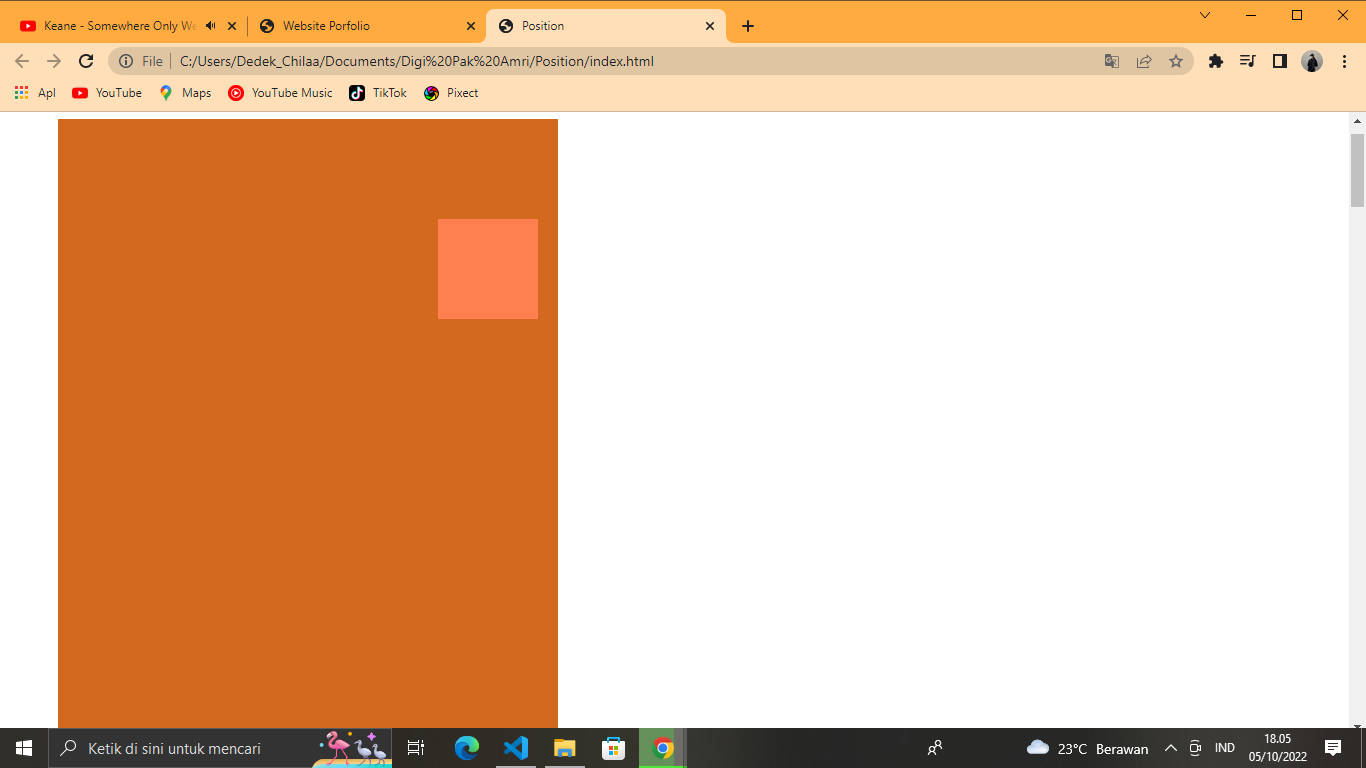 Keane - Somewhere Only We
Website Porfolio
Position
File
C:/Users/Dedek_Chilaa/Documents/Digi%20Pak%20Amri/Position/index.html
Apl
YouTube
Maps
YouTube Music
TikTok
Pixect
Ketik di sini untuk mencari
23°C Berawan
IND
18.05
05/10/2022